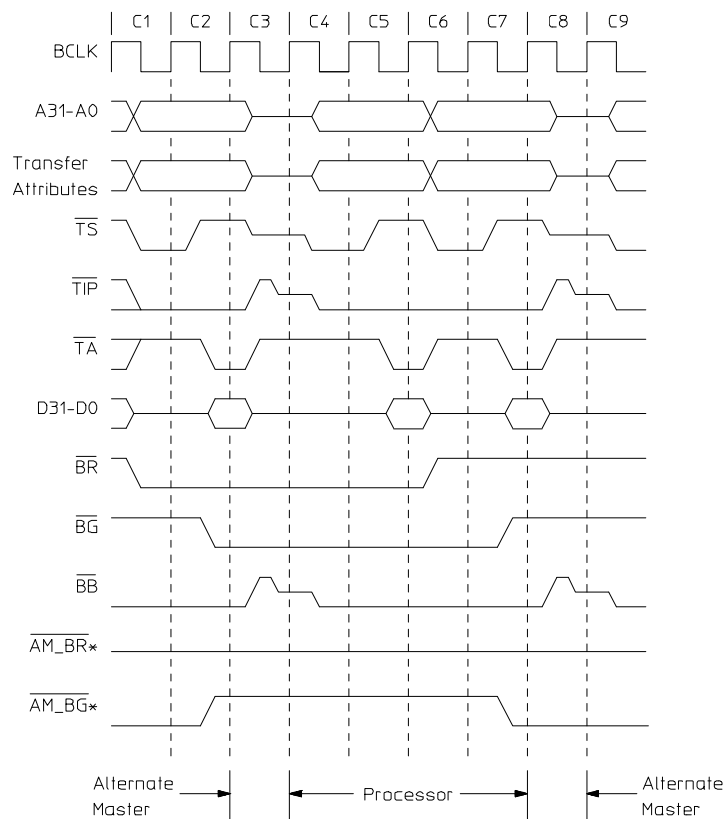 C1 C2 C3 C4 C5 C6 C7 C8 C9
BCLK
A31-A0
Transfer
Attributes
TS
TIP
TA
D31-D0
BR
BG
BB
AM_BR*
AM_BG*
Alternate
Master
Processor
Alternate
Master